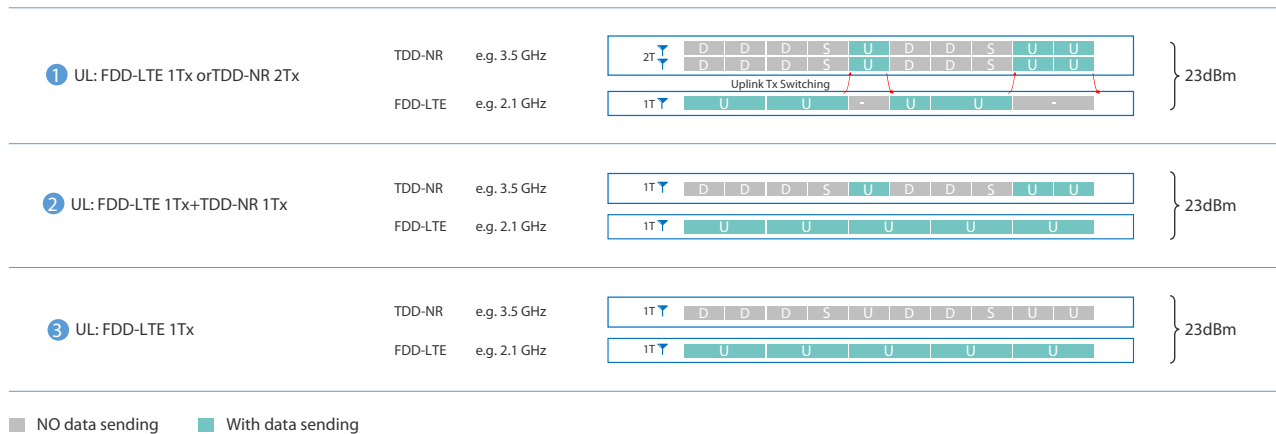 TDD-NR e.g. 3.5 GHz 2T D D D S U D D S U U
D D D S U D D S U U
1 UL: FDD-LTE 1Tx orTDD-NR 2Tx 23dBm
Uplink Tx Switching
FDD-LTE e.g. 2.1 GHz 1T U U - U U -
TDD-NR e.g. 3.5 GHz 1T D D D S U D D S U U
2 UL: FDD-LTE 1Tx+TDD-NR 1Tx 23dBm
FDD-LTE e.g. 2.1 GHz 1T U U U U U
TDD-NR e.g. 3.5 GHz 1T D D D S U D D S U U
3 UL: FDD-LTE 1Tx 23dBm
FDD-LTE e.g. 2.1 GHz 1T U U U U U
NO data sending With data sending